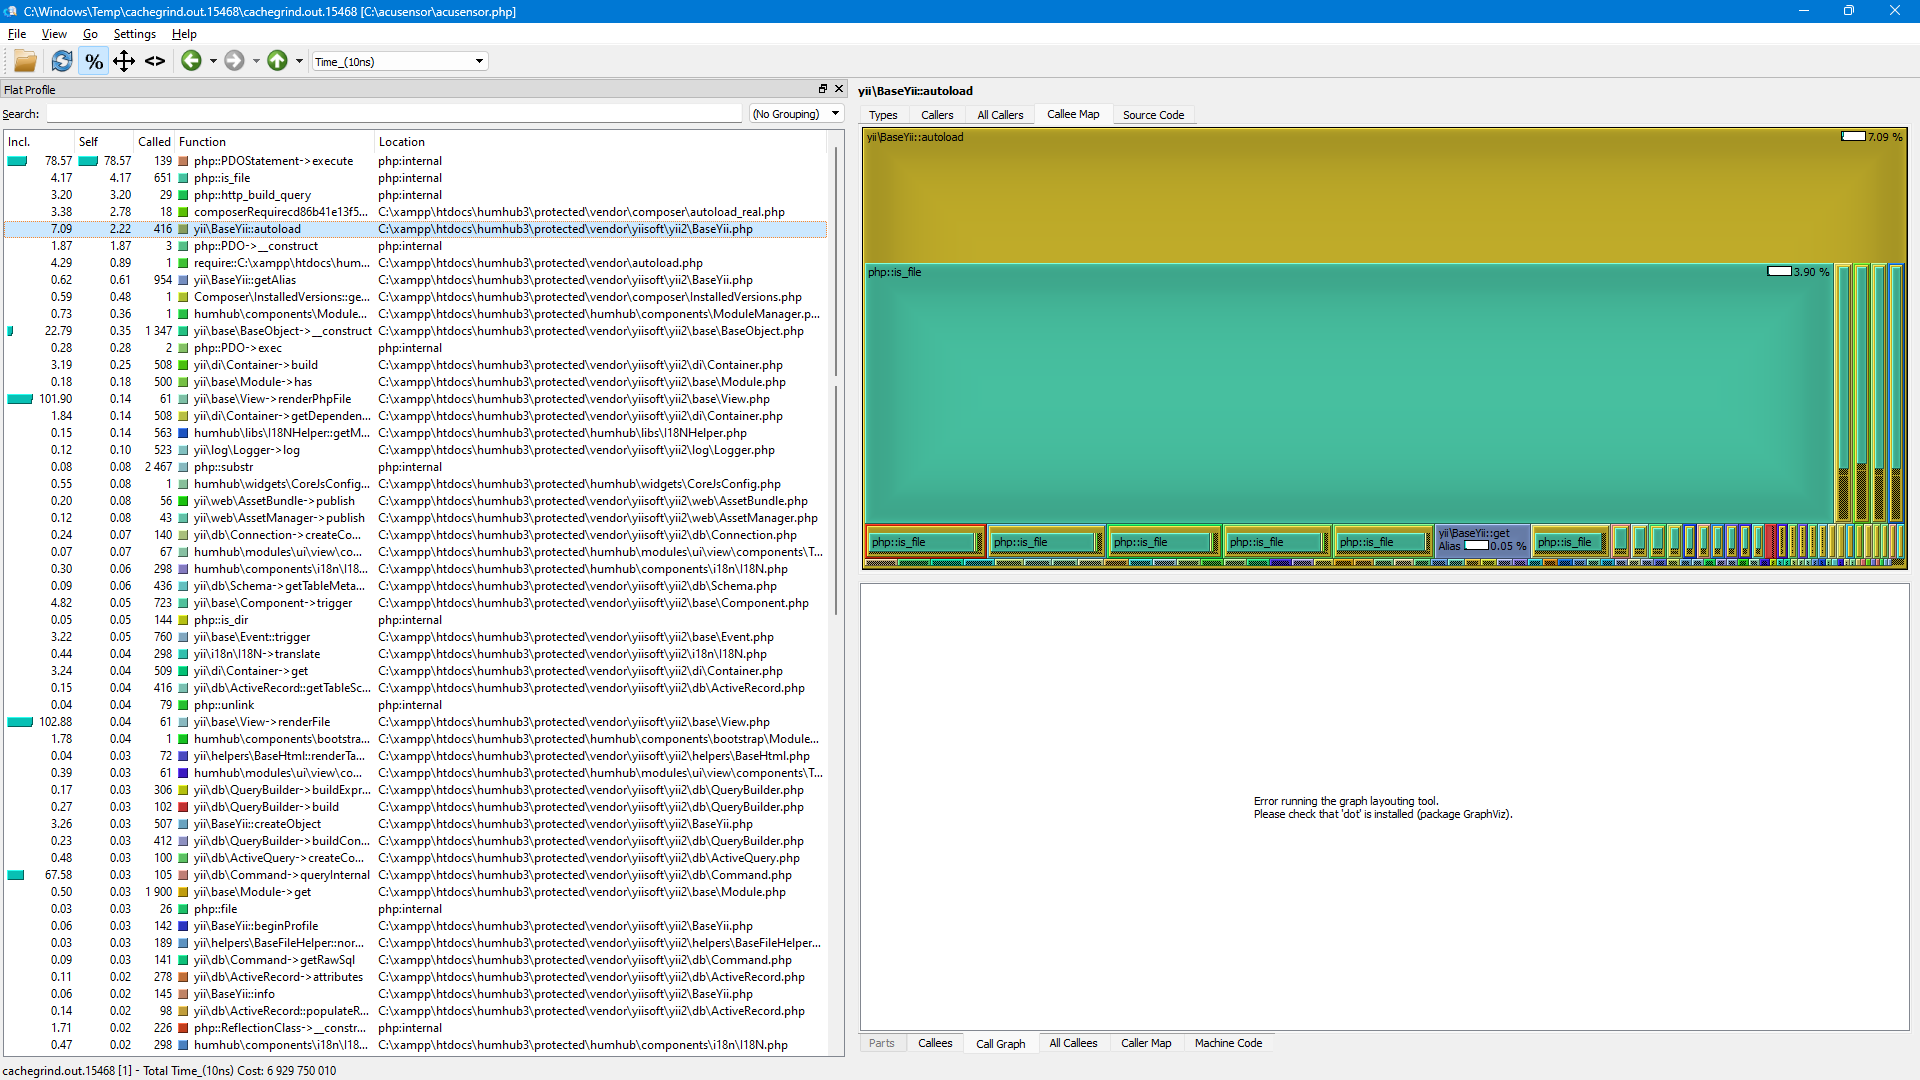 C:\Windows\Temp\cachegrind.out.15468\cachegrind.out.15468 [C:\acusensor\acusensor.php]
File View Go Settings Help
% <> Time_(10ns)
Flat Profile
Search: (No Grouping)
Incl. Self Called Function Location
78.57 78.57 139 php::PDOStatement->execute php:internal
4.17 4.17 651 php::is_file php:internal
3.20 3.20 29 php::http_build_query php:internal
3.38 2.78 18 composerRequirecd86b41e13f5... C:\xampp\htdocs\humhub3\protected\vendor\composer\autoload_real.php
7.09 2.22 416 yii\BaseYii::autoload C:\xampp\htdocs\humhub3\protected\vendor\yiisoft\yii2\BaseYii.php
1.87 1.87 3 php::PDO->__construct php:internal
4.29 0.89 1 require::C:\xampp\htdocs\hum... C:\xampp\htdocs\humhub3\protected\vendor\autoload.php
0.62 0.61 954 yii\BaseYii::getAlias C:\xampp\htdocs\humhub3\protected\vendor\yiisoft\yii2\BaseYii.php
0.59 0.48 1 Composer\InstalledVersions::ge... C:\xampp\htdocs\humhub3\protected\vendor\composer\InstalledVersions.php
0.73 0.36 1 humhub\components\Module... C:\xampp\htdocs\humhub3\protected\humhub\components\ModuleManager.p...
22.79 0.35 1 347 yii\base\BaseObject->__construct C:\xampp\htdocs\humhub3\protected\vendor\yiisoft\yii2\base\BaseObject.php
0.28 0.28 2 php::PDO->exec php:internal
3.19 0.25 508 yii\di\Container->build C:\xampp\htdocs\humhub3\protected\vendor\yiisoft\yii2\di\Container.php
0.18 0.18 500 yii\base\Module->has C:\xampp\htdocs\humhub3\protected\vendor\yiisoft\yii2\base\Module.php
101.90 0.14 61 yii\base\View->renderPhpFile C:\xampp\htdocs\humhub3\protected\vendor\yiisoft\yii2\base\View.php
1.84 0.14 508 yii\di\Container->getDependen... C:\xampp\htdocs\humhub3\protected\vendor\yiisoft\yii2\di\Container.php
0.15 0.14 563 humhub\libs\I18NHelper::getM... C:\xampp\htdocs\humhub3\protected\humhub\libs\I18NHelper.php
0.12 0.10 523 yii\log\Logger->log C:\xampp\htdocs\humhub3\protected\vendor\yiisoft\yii2\log\Logger.php
0.08 0.08 2 467 php::substr php:internal
0.55 0.08 1 humhub\widgets\CoreJsConfig... C:\xampp\htdocs\humhub3\protected\humhub\widgets\CoreJsConfig.php
0.20 0.08 56 yii\web\AssetBundle->publish C:\xampp\htdocs\humhub3\protected\vendor\yiisoft\yii2\web\AssetBundle.php
0.12 0.08 43 yii\web\AssetManager->publish C:\xampp\htdocs\humhub3\protected\vendor\yiisoft\yii2\web\AssetManager.php
0.24 0.07 140 yii\db\Connection->createCo... C:\xampp\htdocs\humhub3\protected\vendor\yiisoft\yii2\db\Connection.php
0.07 0.07 67 humhub\modules\ui\view\co... C:\xampp\htdocs\humhub3\protected\humhub\modules\ui\view\components\T...
0.30 0.06 298 humhub\components\i18n\I18... C:\xampp\htdocs\humhub3\protected\humhub\components\i18n\I18N.php
0.09 0.06 436 yii\db\Schema->getTableMeta... C:\xampp\htdocs\humhub3\protected\vendor\yiisoft\yii2\db\Schema.php
4.82 0.05 723 yii\base\Component->trigger C:\xampp\htdocs\humhub3\protected\vendor\yiisoft\yii2\base\Component.php
0.05 0.05 144 php::is_dir php:internal
3.22 0.05 760 yii\base\Event::trigger C:\xampp\htdocs\humhub3\protected\vendor\yiisoft\yii2\base\Event.php
0.44 0.04 298 yii\i18n\I18N->translate C:\xampp\htdocs\humhub3\protected\vendor\yiisoft\yii2\i18n\I18N.php
3.24 0.04 509 yii\di\Container->get C:\xampp\htdocs\humhub3\protected\vendor\yiisoft\yii2\di\Container.php
0.15 0.04 416 yii\db\ActiveRecord::getTableSc... C:\xampp\htdocs\humhub3\protected\vendor\yiisoft\yii2\db\ActiveRecord.php
0.04 0.04 79 php::unlink php:internal
102.88 0.04 61 yii\base\View->renderFile C:\xampp\htdocs\humhub3\protected\vendor\yiisoft\yii2\base\View.php
1.78 0.04 1 humhub\components\bootstra... C:\xampp\htdocs\humhub3\protected\humhub\components\bootstrap\Module...
0.04 0.03 72 yii\helpers\BaseHtml::renderTa... C:\xampp\htdocs\humhub3\protected\vendor\yiisoft\yii2\helpers\BaseHtml.php
0.39 0.03 61 humhub\modules\ui\view\co... C:\xampp\htdocs\humhub3\protected\humhub\modules\ui\view\components\T...
0.17 0.03 306 yii\db\QueryBuilder->buildExpr... C:\xampp\htdocs\humhub3\protected\vendor\yiisoft\yii2\db\QueryBuilder.php
0.27 0.03 102 yii\db\QueryBuilder->build C:\xampp\htdocs\humhub3\protected\vendor\yiisoft\yii2\db\QueryBuilder.php
3.26 0.03 507 yii\BaseYii::createObject C:\xampp\htdocs\humhub3\protected\vendor\yiisoft\yii2\BaseYii.php
0.23 0.03 412 yii\db\QueryBuilder->buildCon... C:\xampp\htdocs\humhub3\protected\vendor\yiisoft\yii2\db\QueryBuilder.php
0.48 0.03 100 yii\db\ActiveQuery->createCo... C:\xampp\htdocs\humhub3\protected\vendor\yiisoft\yii2\db\ActiveQuery.php
67.58 0.03 105 yii\db\Command->queryInternal C:\xampp\htdocs\humhub3\protected\vendor\yiisoft\yii2\db\Command.php
0.50 0.03 1 900 yii\base\Module->get C:\xampp\htdocs\humhub3\protected\vendor\yiisoft\yii2\base\Module.php
0.03 0.03 26 php::file php:internal
0.06 0.03 142 yii\BaseYii::beginProfile C:\xampp\htdocs\humhub3\protected\vendor\yiisoft\yii2\BaseYii.php
0.03 0.03 189 yii\helpers\BaseFileHelper::nor... C:\xampp\htdocs\humhub3\protected\vendor\yiisoft\yii2\helpers\BaseFileHelper...
0.09 0.03 141 yii\db\Command->getRawSql C:\xampp\htdocs\humhub3\protected\vendor\yiisoft\yii2\db\Command.php
0.11 0.02 278 yii\db\ActiveRecord->attributes C:\xampp\htdocs\humhub3\protected\vendor\yiisoft\yii2\db\ActiveRecord.php
0.06 0.02 145 yii\BaseYii::info C:\xampp\htdocs\humhub3\protected\vendor\yiisoft\yii2\BaseYii.php
0.14 0.02 98 yii\db\ActiveRecord::populateR... C:\xampp\htdocs\humhub3\protected\vendor\yiisoft\yii2\db\ActiveRecord.php
1.71 0.02 226 php::ReflectionClass->__constr... php:internal
0.47 0.02 298 humhub\components\i18n\I18... C:\xampp\htdocs\humhub3\protected\humhub\components\i18n\I18N.php
yii\BaseYii::autoload
Types Callers All Callers Callee Map Source Code
yii\BaseYii::autoload 7.09 %
php::is_file 3.90 %
php::is_file php::is_file php::is_file php::is_file php::is_file yii\BaseYii::get php::is_file
Alias 0.05 %
Error running the graph layouting tool.
Please check that 'dot' is installed (package GraphViz).
Parts Callees Call Graph All Callees Caller Map Machine Code
cachegrind.out.15468 [1] - Total Time_(10ns) Cost: 6 929 750 010